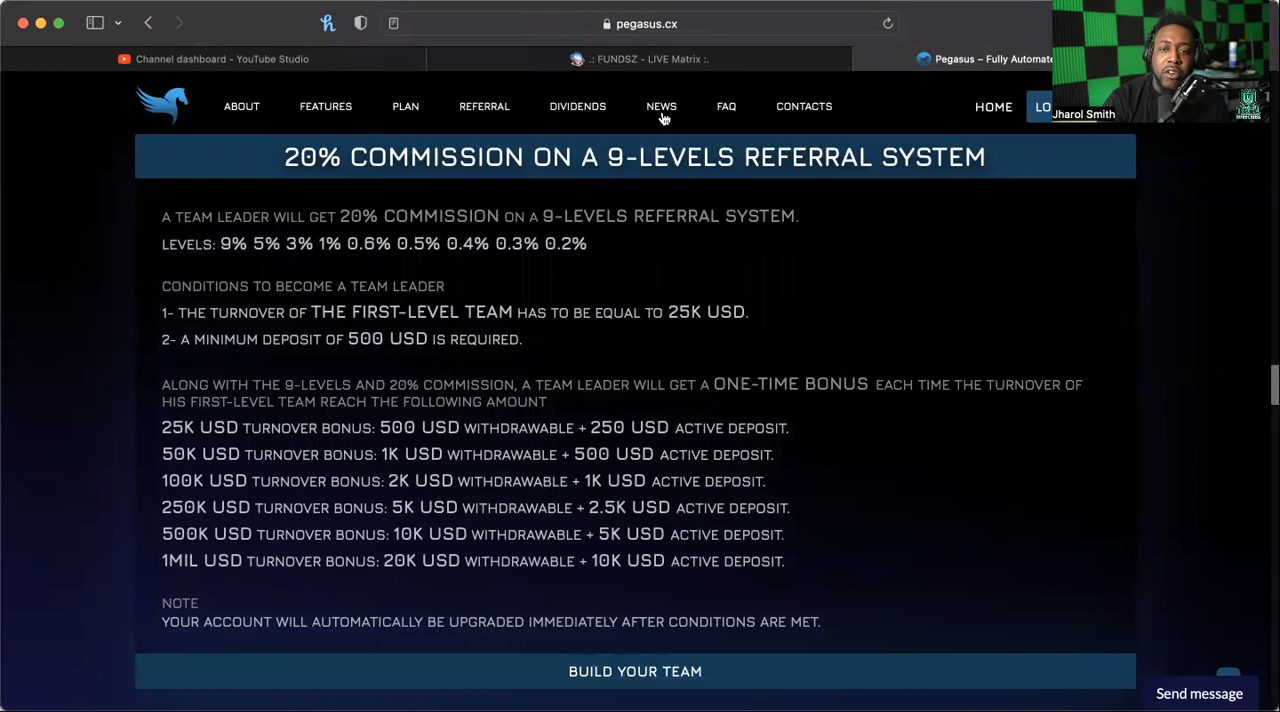 pegasus.cx
Channel dashboard - YouTube Studio
.: FUNDSZ - LIVE Matrix :.
Pegasus – Fully Automate
ABOUT
FEATURES
PLAN
REFERRAL
DIVIDENDS
NEWS
FAQ
CONTACTS
HOME
LO
Jharol Smith
20% COMMISSION ON A 9-LEVELS REFERRAL SYSTEM
A TEAM LEADER WILL GET 20% COMMISSION ON A 9-LEVELS REFERRAL SYSTEM.
LEVELS: 9% 5% 3% 1% 0.6% 0.5% 0.4% 0.3% 0.2%
CONDITIONS TO BECOME A TEAM LEADER
1- THE TURNOVER OF THE FIRST-LEVEL TEAM HAS TO BE EQUAL TO 25K USD.
2- A MINIMUM DEPOSIT OF 500 USD IS REQUIRED.
ALONG WITH THE 9-LEVELS AND 20% COMMISSION, A TEAM LEADER WILL GET A ONE-TIME BONUS EACH TIME THE TURNOVER OF
HIS FIRST-LEVEL TEAM REACH THE FOLLOWING AMOUNT
25K USD TURNOVER BONUS: 500 USD WITHDRAWABLE + 250 USD ACTIVE DEPOSIT.
50K USD TURNOVER BONUS: 1K USD WITHDRAWABLE + 500 USD ACTIVE DEPOSIT.
100K USD TURNOVER BONUS: 2K USD WITHDRAWABLE + 1K USD ACTIVE DEPOSIT.
250K USD TURNOVER BONUS: 5K USD WITHDRAWABLE + 2.5K USD ACTIVE DEPOSIT.
500K USD TURNOVER BONUS: 10K USD WITHDRAWABLE + 5K USD ACTIVE DEPOSIT.
1MIL USD TURNOVER BONUS: 20K USD WITHDRAWABLE + 10K USD ACTIVE DEPOSIT.
NOTE
YOUR ACCOUNT WILL AUTOMATICALLY BE UPGRADED IMMEDIATELY AFTER CONDITIONS ARE MET.
BUILD YOUR TEAM
Send message